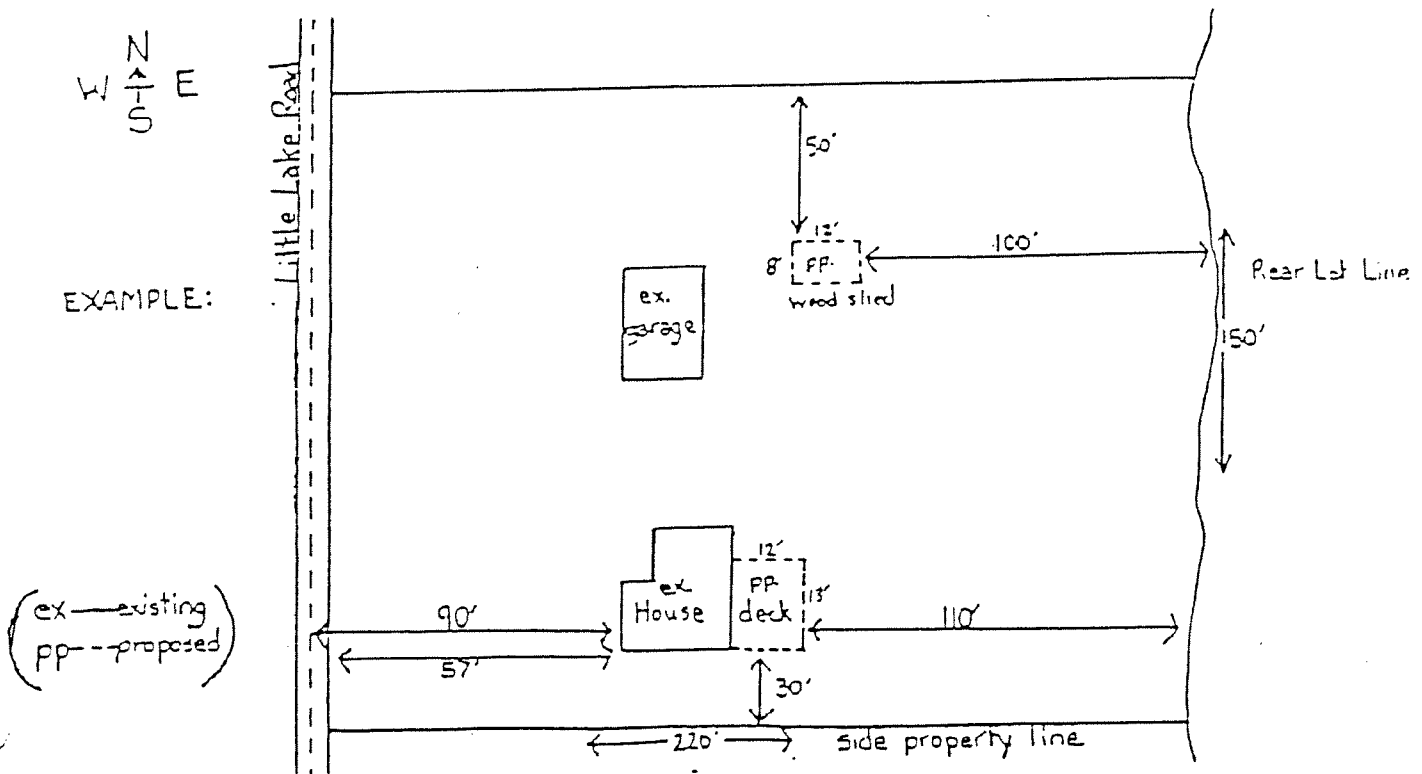 N
W E
S
Little Lake Road
EXAMPLE:
50'
12'
8'
pp.
wood shed
100'
Rear Lot Line
150'
ex.
garage
12'
ex
House
pp.
deck
13'
90'
57'
110'
30'
220'
side property line
ex — existing
pp --- proposed